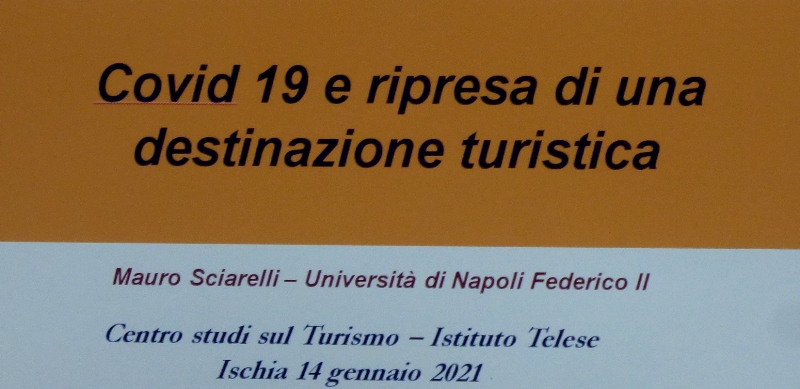 Covid 19 e ripresa di una
destinazione turistica
Mauro Sciarelli – Università di Napoli Federico II
Centro studi sul Turismo – Istituto Telese
Ischia 14 gennaio 2021